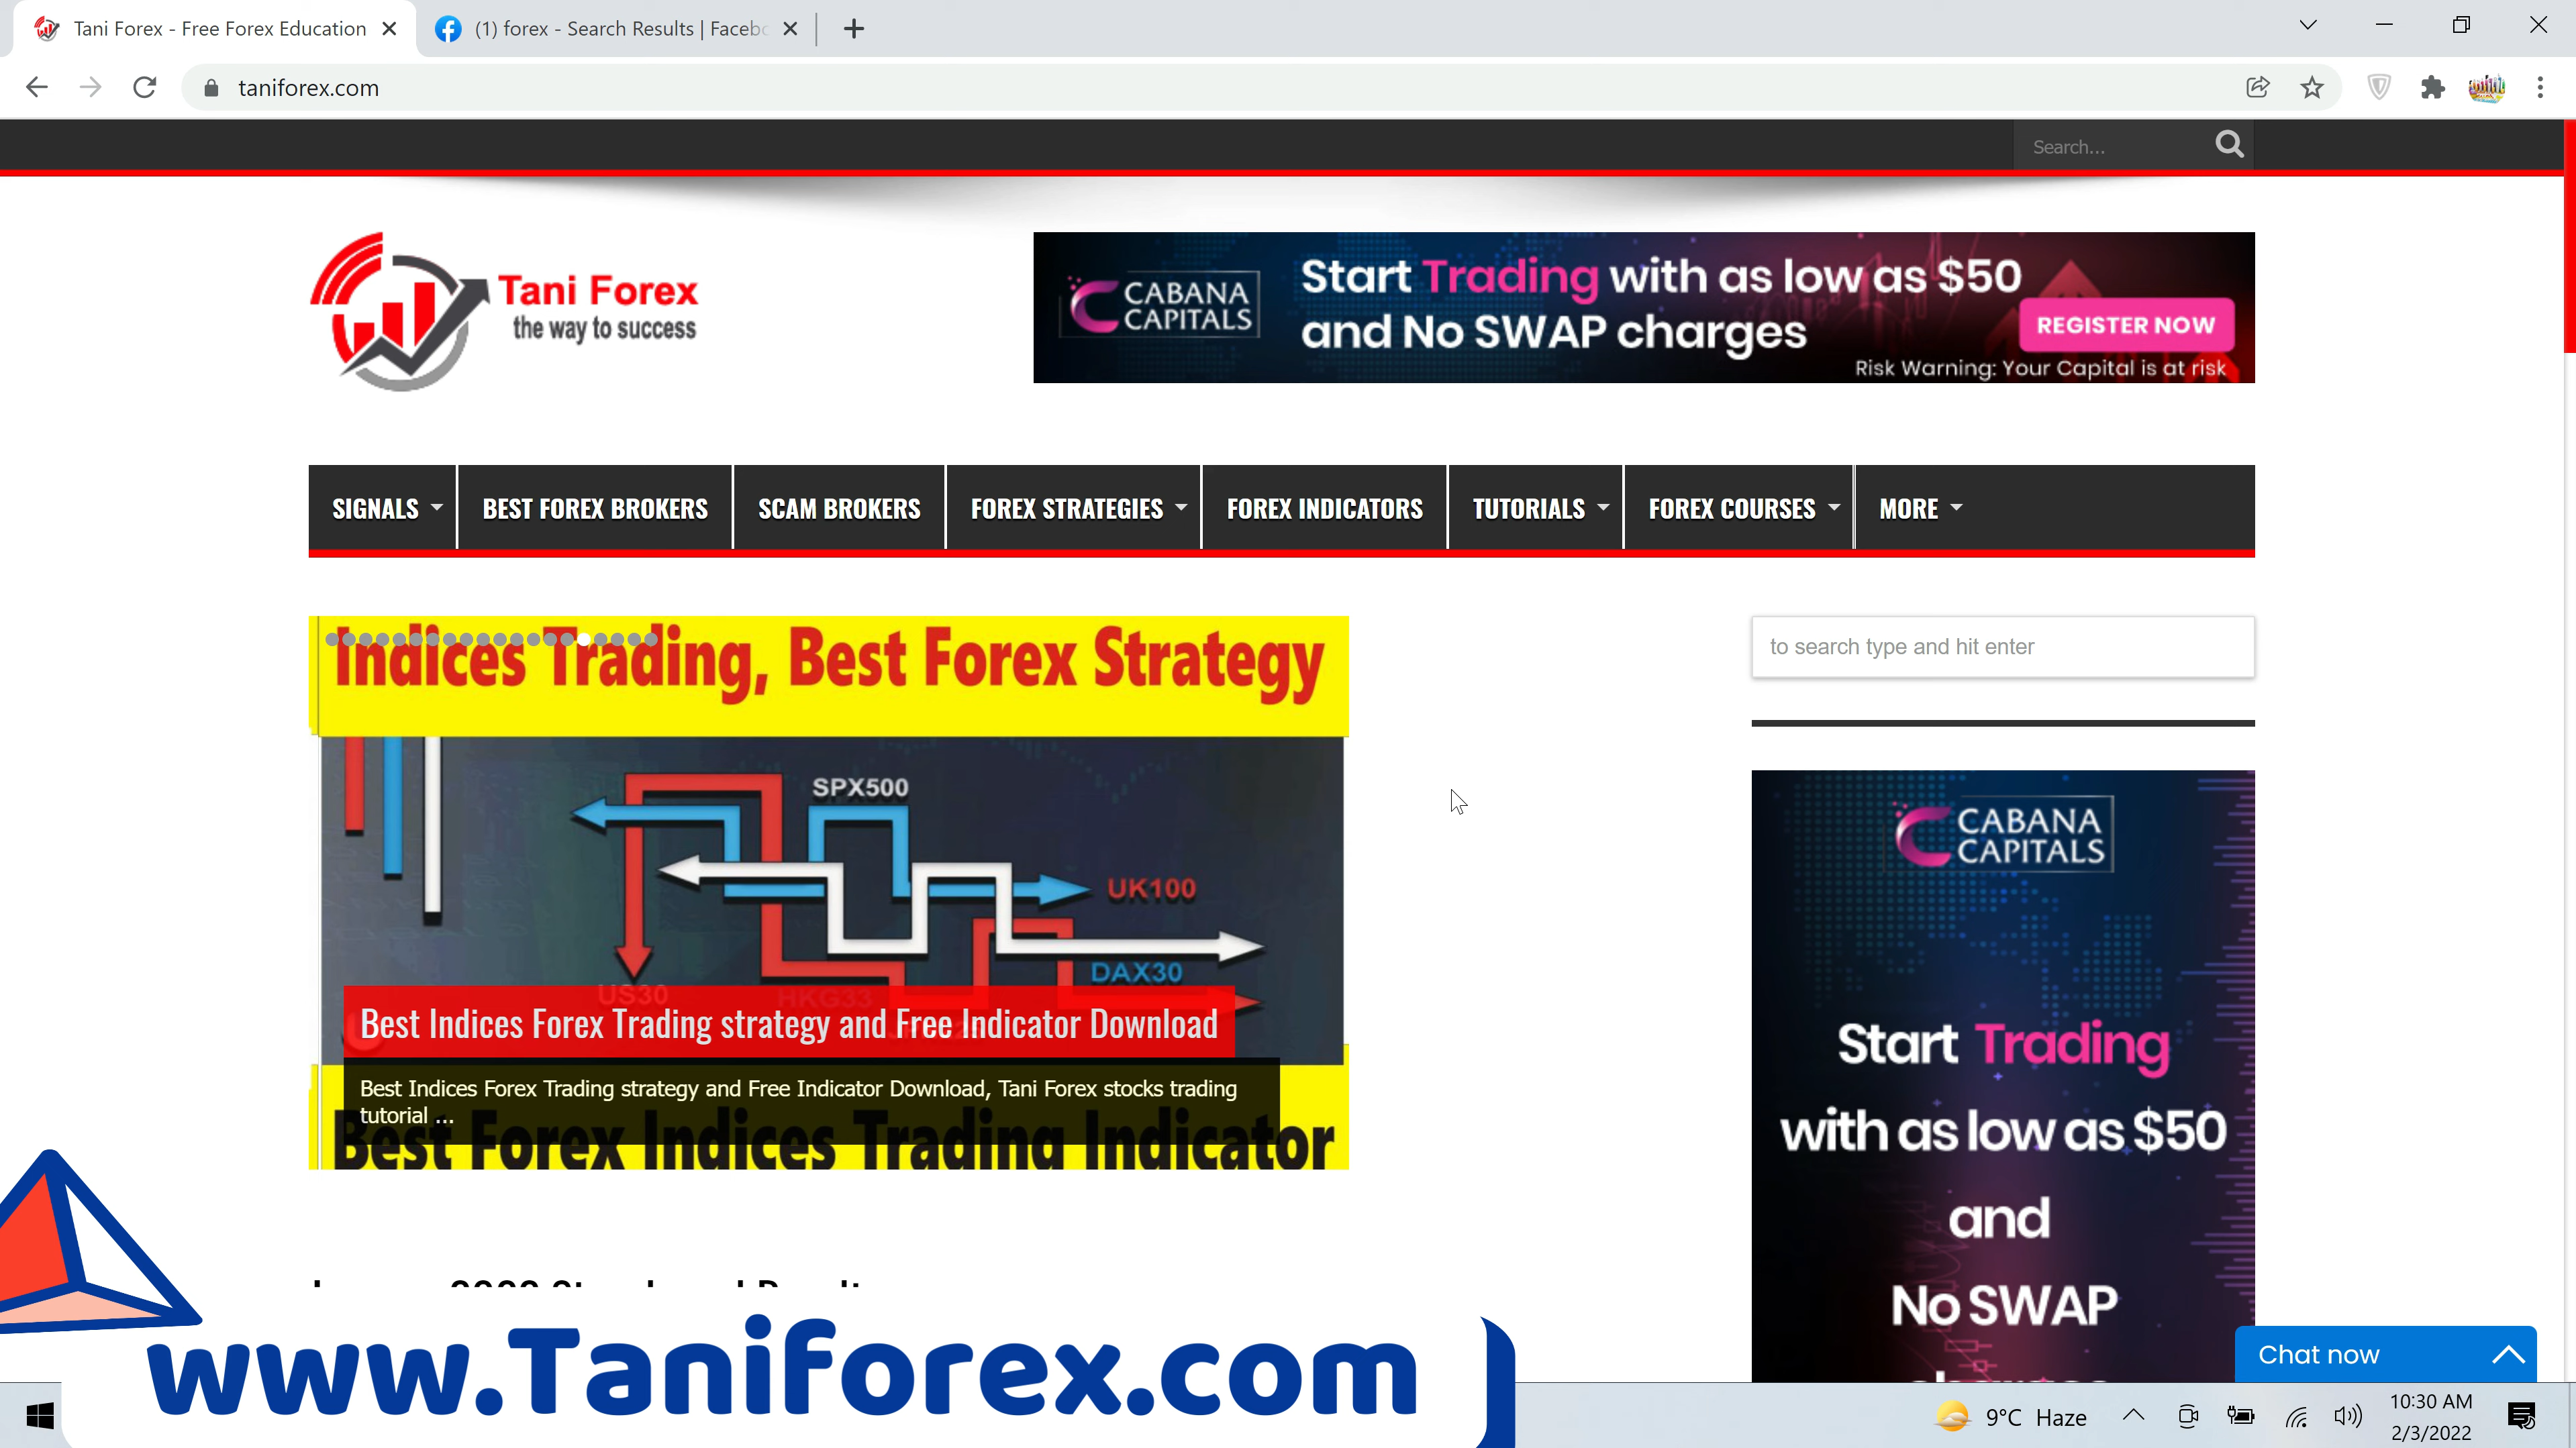 Tani Forex - Free Forex Education
(1) forex - Search Results | Facebo
taniforex.com
Search...
Tani Forex
the way to success
CABANA
CAPITALS
Start Trading with as low as $50
and No SWAP charges
REGISTER NOW
Risk Warning: Your Capital is at risk
SIGNALS
BEST FOREX BROKERS
SCAM BROKERS
FOREX STRATEGIES
FOREX INDICATORS
TUTORIALS
FOREX COURSES
MORE
Indices Trading, Best Forex Strategy
to search type and hit enter
SPX500
UK100
DAX30
US30
HKG33
Best Indices Forex Trading strategy and Free Indicator Download
Best Indices Forex Trading strategy and Free Indicator Download, Tani Forex stocks trading
tutorial ...
Best Forex Indices Trading Indicator
CABANA
CAPITALS
Start Trading
with as low as $50
and
No SWAP
charges
www.Taniforex.com
Chat now
9°C Haze
10:30 AM
2/3/2022